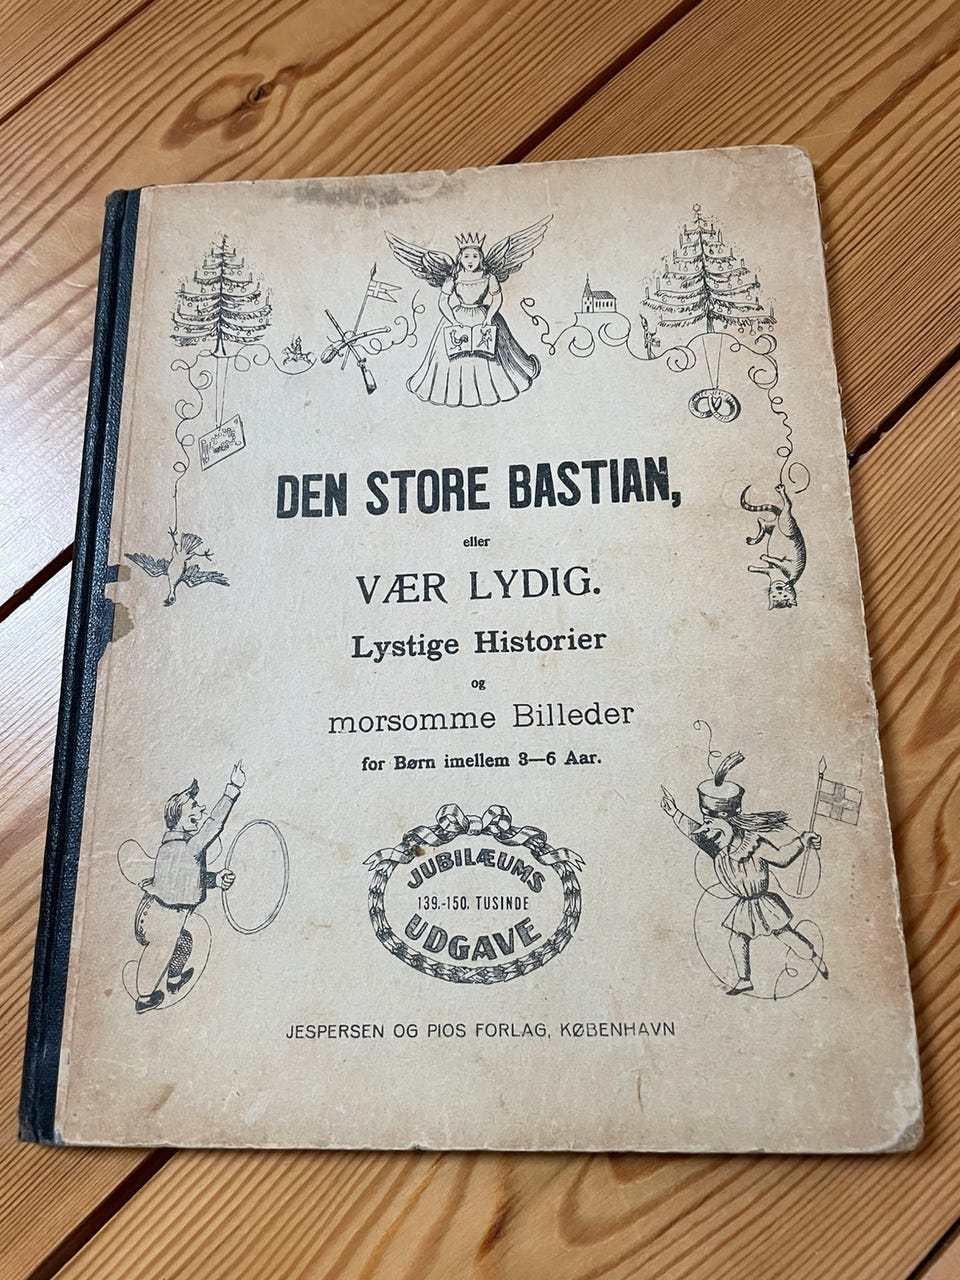 DEN STORE BASTIAN,
eller
VÆR LYDIG.
Lystige Historier
og
morsomme Billeder
for Børn imellem 3—6 Aar.
JUBILÆUMS
139.-150. TUSINDE
UDGAVE
JESPERSEN OG PIOS FORLAG, KØBENHAVN